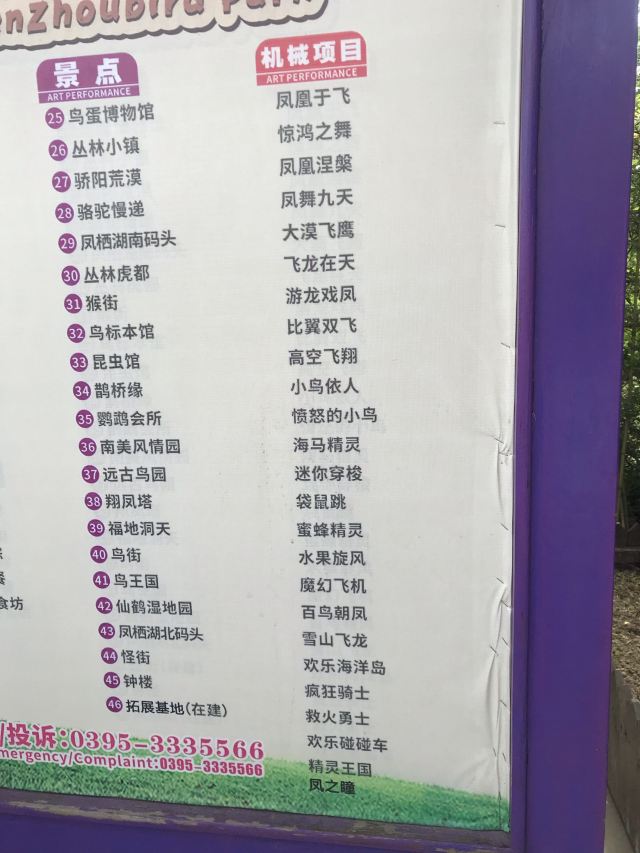 enZhoubird Park
景点
ART PERFORMANCE
25 鸟蛋博物馆
26 丛林小镇
27 骄阳荒漠
28 骆驼慢递
29 凤栖湖南码头
30 丛林虎都
31 猴街
32 鸟标本馆
33 昆虫馆
34 鹊桥缘
35 鹦鹉会所
36 南美风情园
37 远古鸟园
38 翔凤塔
39 福地洞天
40 鸟街
41 鸟王国
42 仙鹤湿地园
43 凤栖湖北码头
44 怪街
45 钟楼
46 拓展基地(在建)
机械项目
ART PERFORMANCE
凤凰于飞
惊鸿之舞
凤凰涅槃
凤舞九天
大漠飞鹰
飞龙在天
游龙戏凤
比翼双飞
高空飞翔
小鸟依人
愤怒的小鸟
海马精灵
迷你穿梭
袋鼠跳
蜜蜂精灵
水果旋风
魔幻飞机
百鸟朝凤
雪山飞龙
欢乐海洋岛
疯狂骑士
救火勇士
欢乐碰碰车
精灵王国
凤之瞳
食坊
/投诉:0395-3335566
mergency/Complaint:0395-3335566